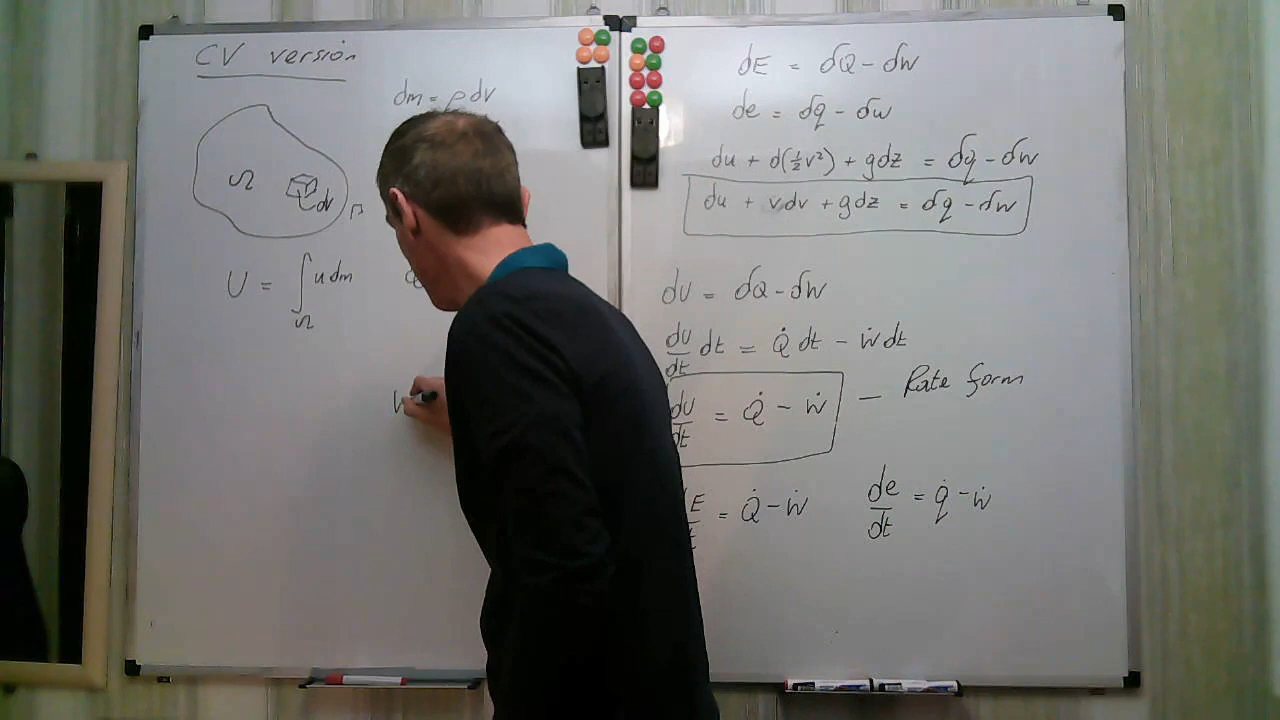 CV version
dm = ρdV
Ω
dV
Γ
U = ∫ u dm
Ω
dE = δQ - δW
de = δq - δw
du + d(½v²) + gdz = δq - δw
du + vdv + gdz = δq - δw
dU = δQ - δW
dU/dt dt = Q̇ dt - Ẇ dt
dU/dt = Q̇ - Ẇ — Rate form
= Q̇ - Ẇ
de/dt = q̇ - ẇ